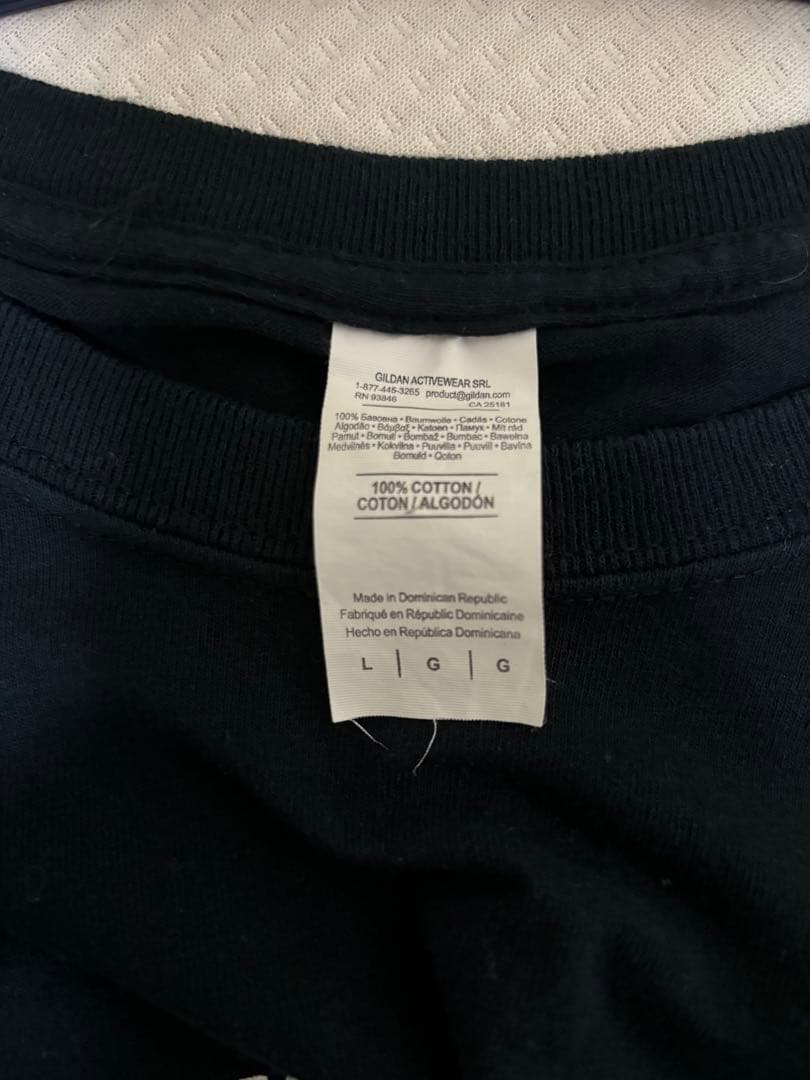 GILDAN ACTIVEWEAR SRL
1-877-445-3265 product@gildan.com
RN 93846 CA 25181
100% бавовна • Baumwolle • Cadás • Cotone
Algodão • Βάμβαξ • Katoen • Памук • Mit rád
Pamut • Bomull • Bombaž • Bumbac • Bawełna
Medvilnės • Kokvilna • Puuvilla • Puuvill • Bavlna
Bomuld • Qoton
100% COTTON /
COTON / ALGODÓN
Made in Dominican Republic
Fabriqué en Républic Dominicaine
Hecho en República Dominicana
L | G | G